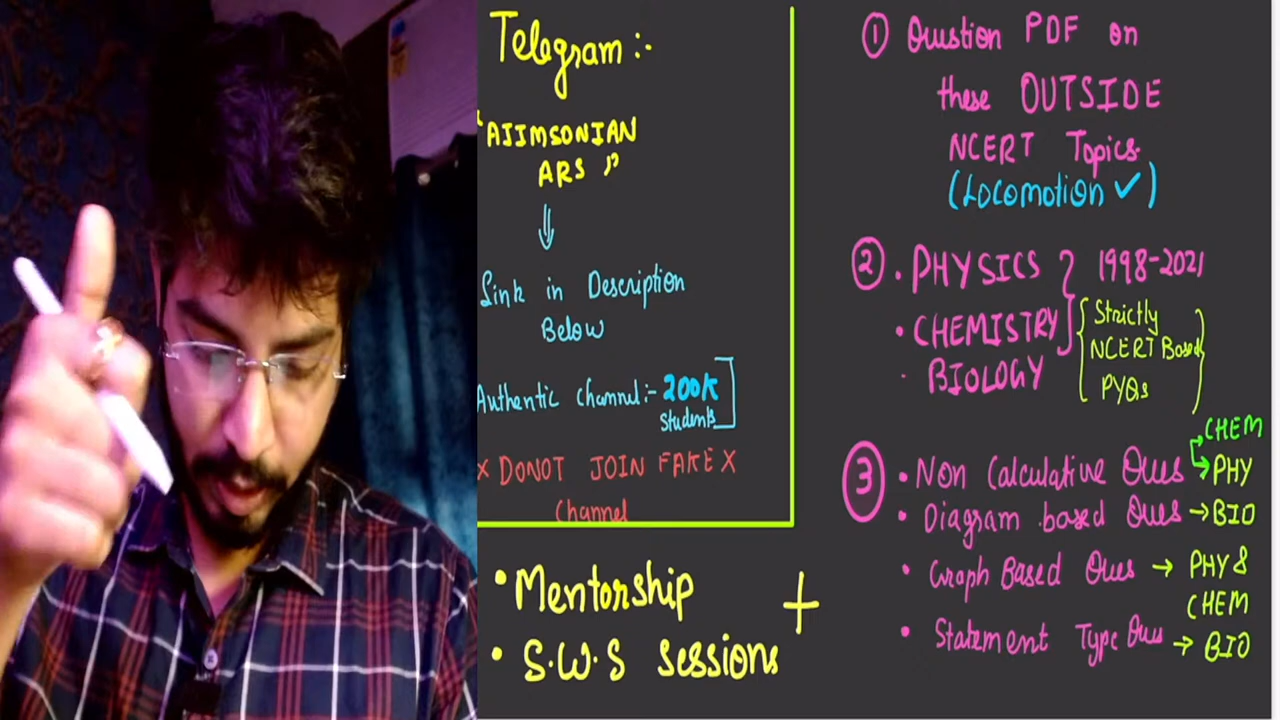 Telegram :-
"AIIMSONIAN
ARS "
⇓
Link in Description
Below
Authentic channel:- 200K
Students
X DONOT JOIN FAKE X
Channel
• Mentorship
• S.W.S Sessions
+
① Question PDF on
these OUTSIDE
NCERT Topics.
(Locomotion ✓)
② • PHYSICS } 1998-2021
• CHEMISTRY
• BIOLOGY
{ Strictly
NCERT Based
PYQs }
③ • Non Calculative Ques → CHEM
→ PHY
• Diagram based Ques → BIO
• Graph Based Ques → PHY &
CHEM
• Statement Type Ques → BIO